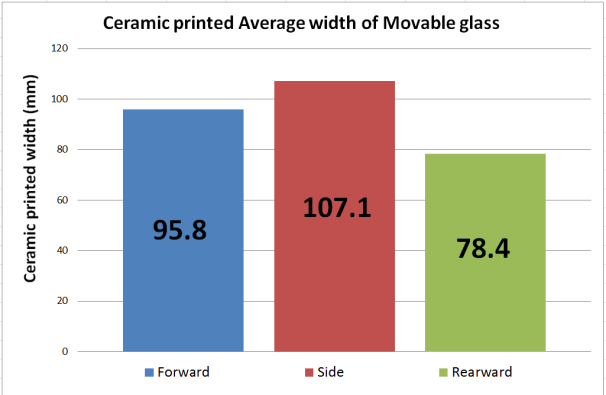 Ceramic printed Average width of Movable glass
Ceramic printed width (mm)
120
100
80
60
40
20
0
95.8
107.1
78.4
Forward
Side
Rearward